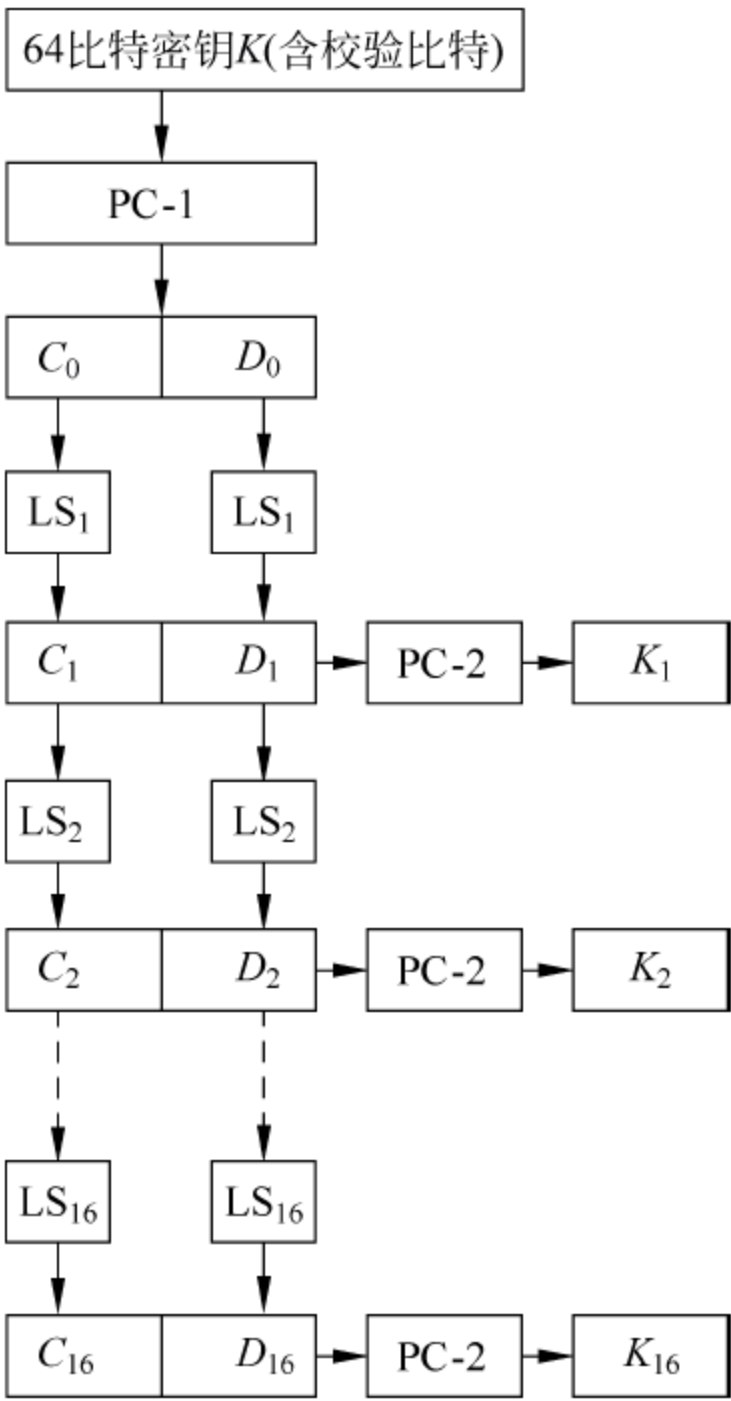 64比特密钥K(含校验比特)
PC-1
C₀ D₀
LS₁ LS₁
C₁ D₁ PC-2 K₁
LS₂ LS₂
C₂ D₂ PC-2 K₂
LS₁₆ LS₁₆
C₁₆ D₁₆ PC-2 K₁₆